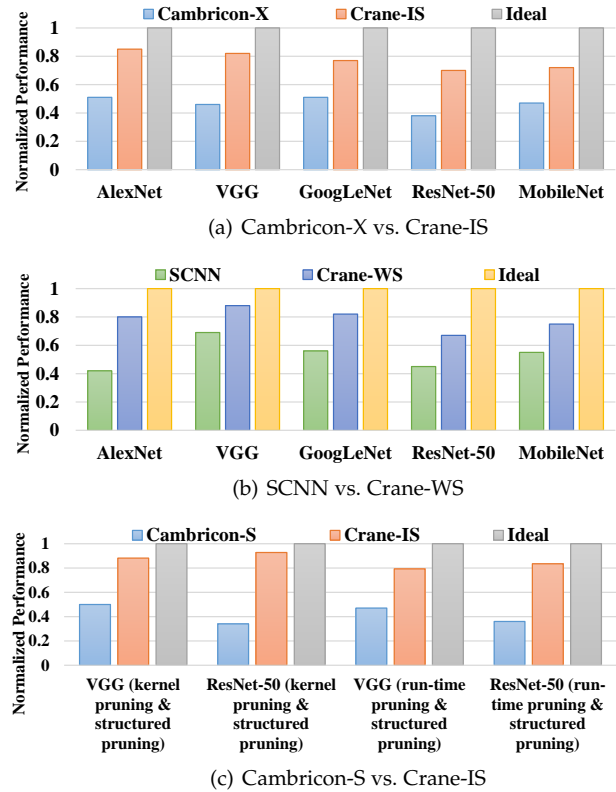 Cambricon-X Crane-IS Ideal
Normalized Performance
1
0.8
0.6
0.4
0.2
0
AlexNet VGG GoogLeNet ResNet-50 MobileNet
(a) Cambricon-X vs. Crane-IS
SCNN Crane-WS Ideal
Normalized Performance
1
0.8
0.6
0.4
0.2
0
AlexNet VGG GoogLeNet ResNet-50 MobileNet
(b) SCNN vs. Crane-WS
Cambricon-S Crane-IS Ideal
Normalized Performance
1
0.8
0.6
0.4
0.2
0
VGG (kernel ResNet-50 (kernel VGG (run-time ResNet-50 (run-
pruning & pruning & pruning & time pruning &
structured structured structured structured
pruning) pruning) pruning) pruning)
(c) Cambricon-S vs. Crane-IS